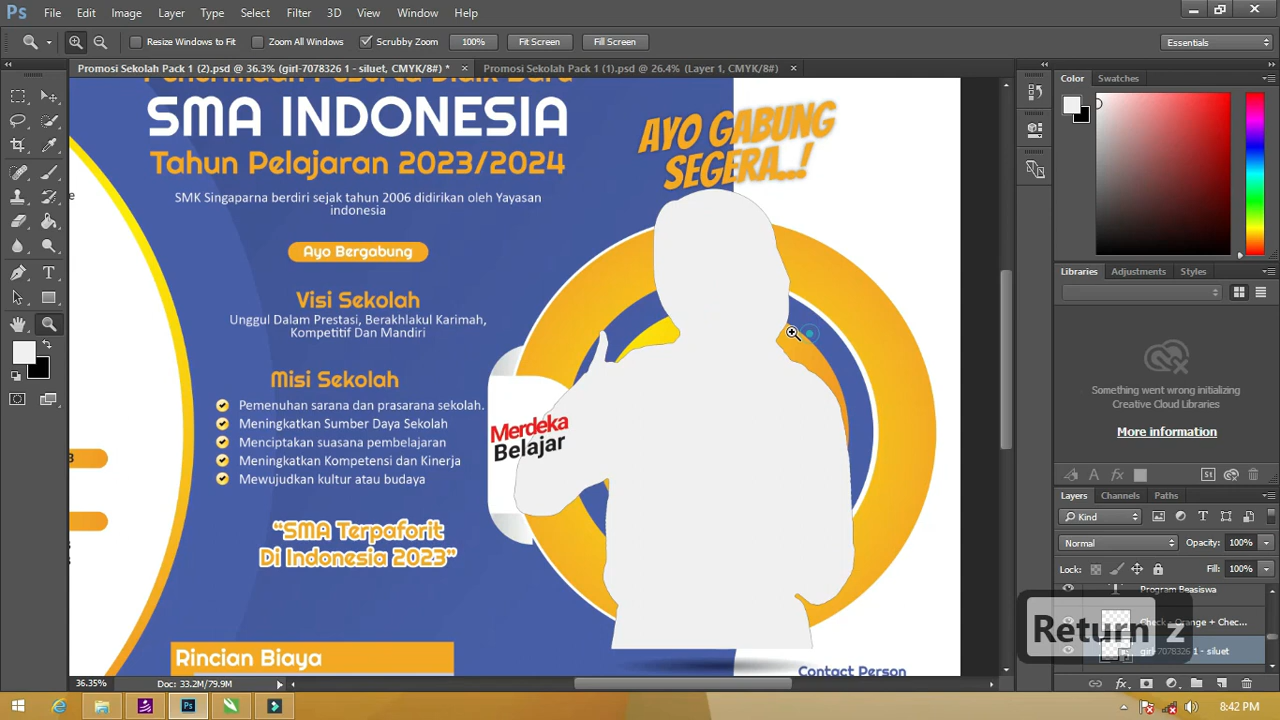 Ps File Edit Image Layer Type Select Filter 3D View Window Help
Resize Windows to Fit Zoom All Windows Scrubby Zoom 100% Fit Screen Fill Screen Essentials
Promosi Sekolah Pack 1 (2).psd @ 36.3% (girl-7078326 1 - siluet, CMYK/8#) * Promosi Sekolah Pack 1 (1).psd @ 26.4% (Layer 1, RGB/8#)
Penerimaan Peserta Didik Baru
SMA INDONESIA
Tahun Pelajaran 2023/2024
SMK Singaparna berdiri sejak tahun 2006 didirikan oleh Yayasan
indonesia
Ayo Bergabung
Visi Sekolah
Unggul Dalam Prestasi, Berakhlakul Karimah,
Kompetitif Dan Mandiri
Misi Sekolah
Pemenuhan sarana dan prasarana sekolah.
Meningkatkan Sumber Daya Sekolah
Menciptakan suasana pembelajaran
Meningkatkan Kompetensi dan Kinerja
Mewujudkan kultur atau budaya
“SMA Terpaforit
Di Indonesia 2023”
Rincian Biaya
AYO GABUNG
SEGERA..!
Merdeka
Belajar
Contact Person
Color Swatches
Libraries Adjustments Styles
Something went wrong initializing
Creative Cloud Libraries
More information
Layers Channels Paths
Kind
Normal Opacity: 100%
Lock: Fill: 100%
Program Beasiswa
Check - Orange + Chec...
girl-7078326 1 - siluet
Return z
36.35% Doc: 33.2M/79.9M
8:42 PM